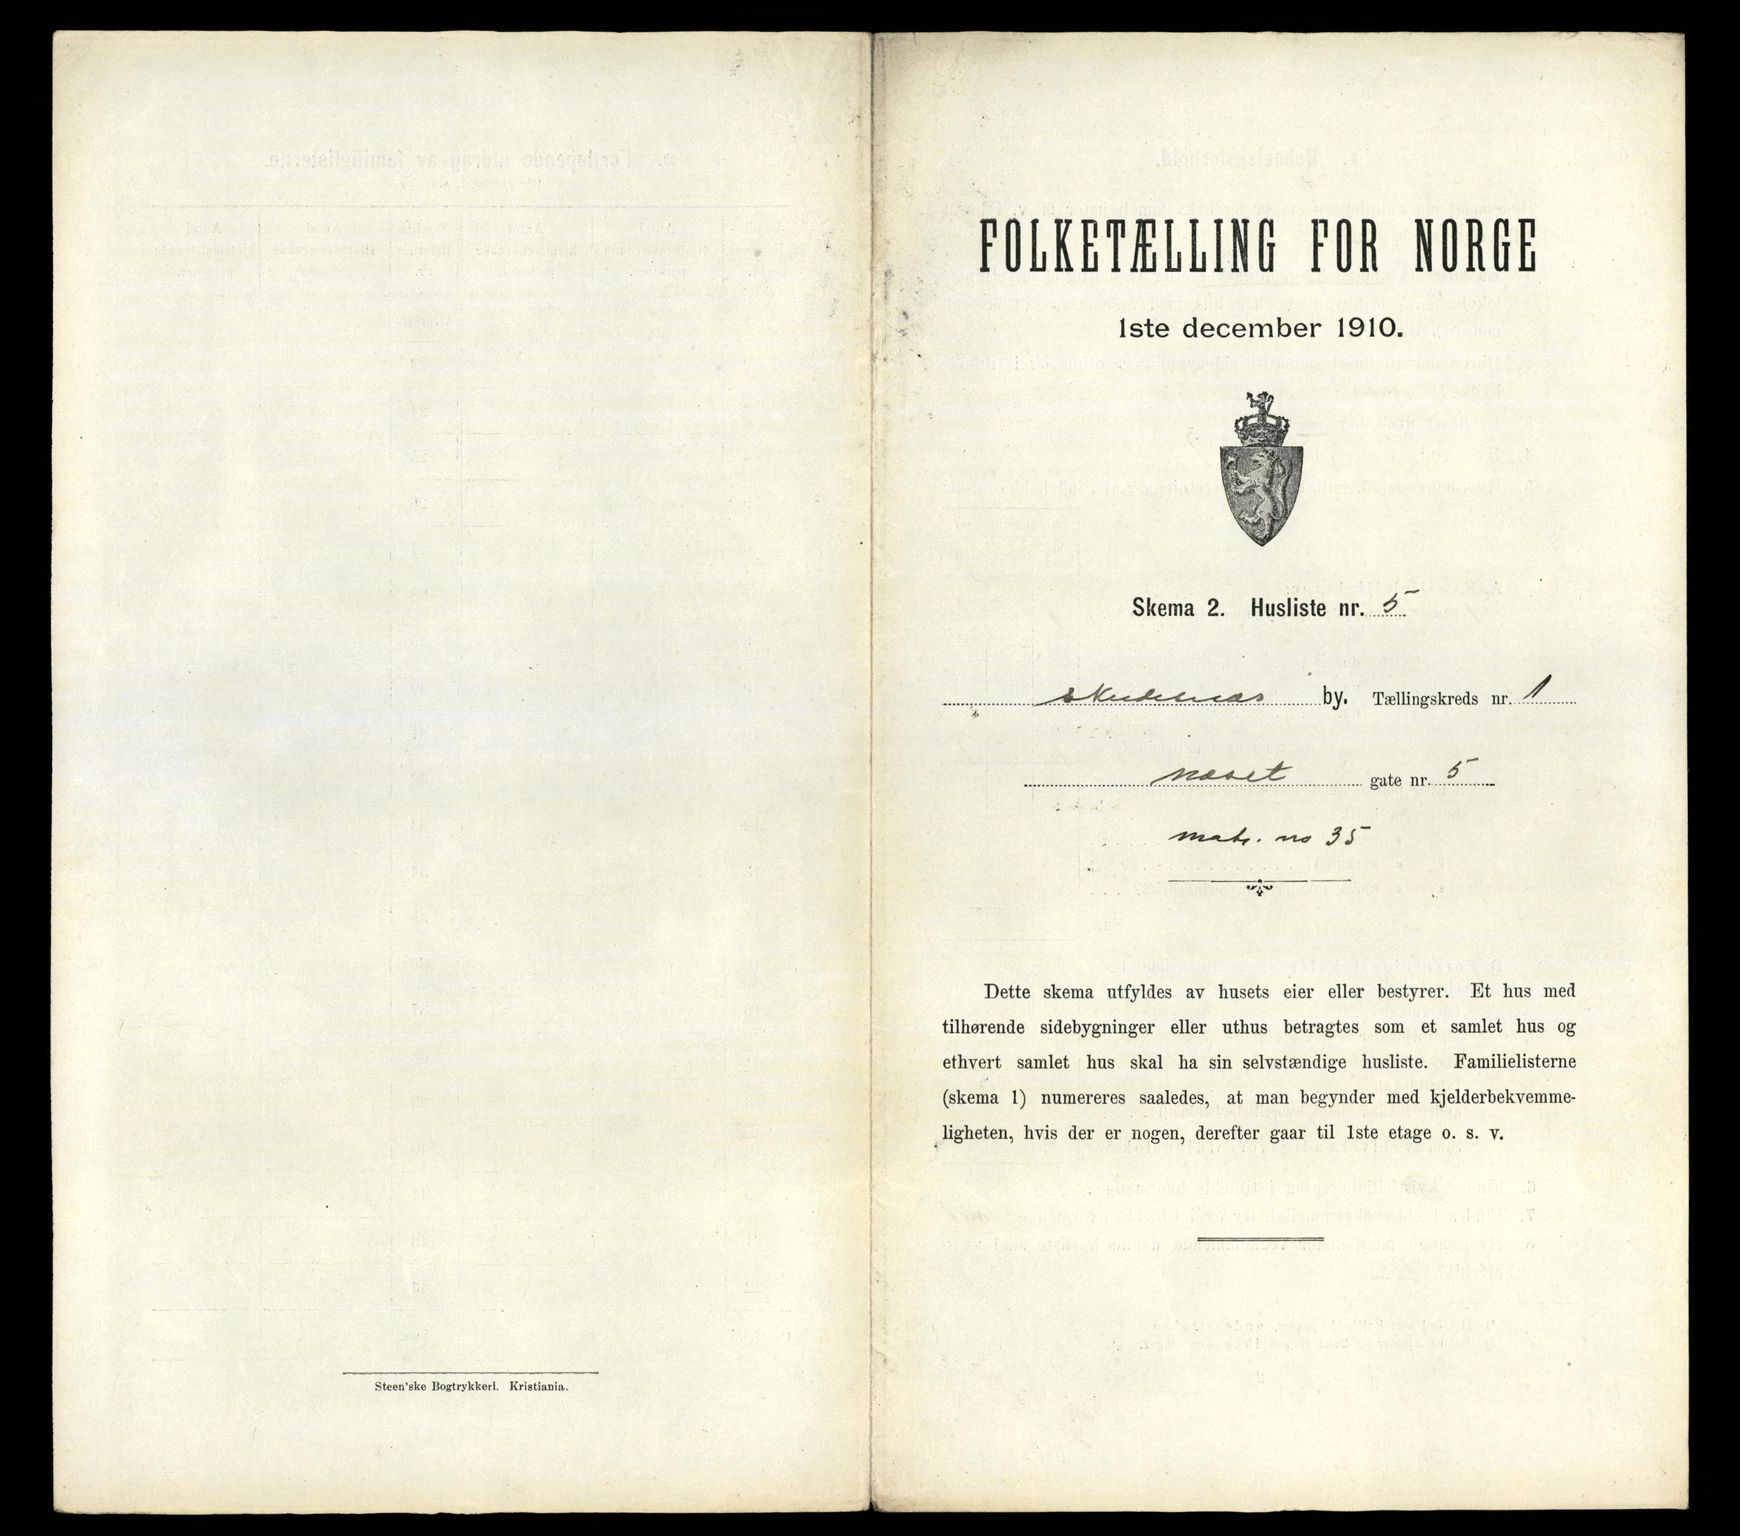 FOLKETÆLLING FOR NORGE
1ste december 1910.
Skema 2. Husliste nr. 5
Skudesnæs by. Tællingskreds nr. 1
næset gate nr. 5
matr. no 35
Dette skema utfyldes av husets eier eller bestyrer. Et hus med
tilhørende sidebygninger eller uthus betragtes som et samlet hus og
ethvert samlet hus skal ha sin selvstændige husliste. Familielisterne
(skema 1) numereres saaledes, at man begynder med kjelderbekvemme-
ligheten, hvis der er nogen, derefter gaar til 1ste etage o. s. v.
Steen'ske Bogtrykkeri. Kristiania.